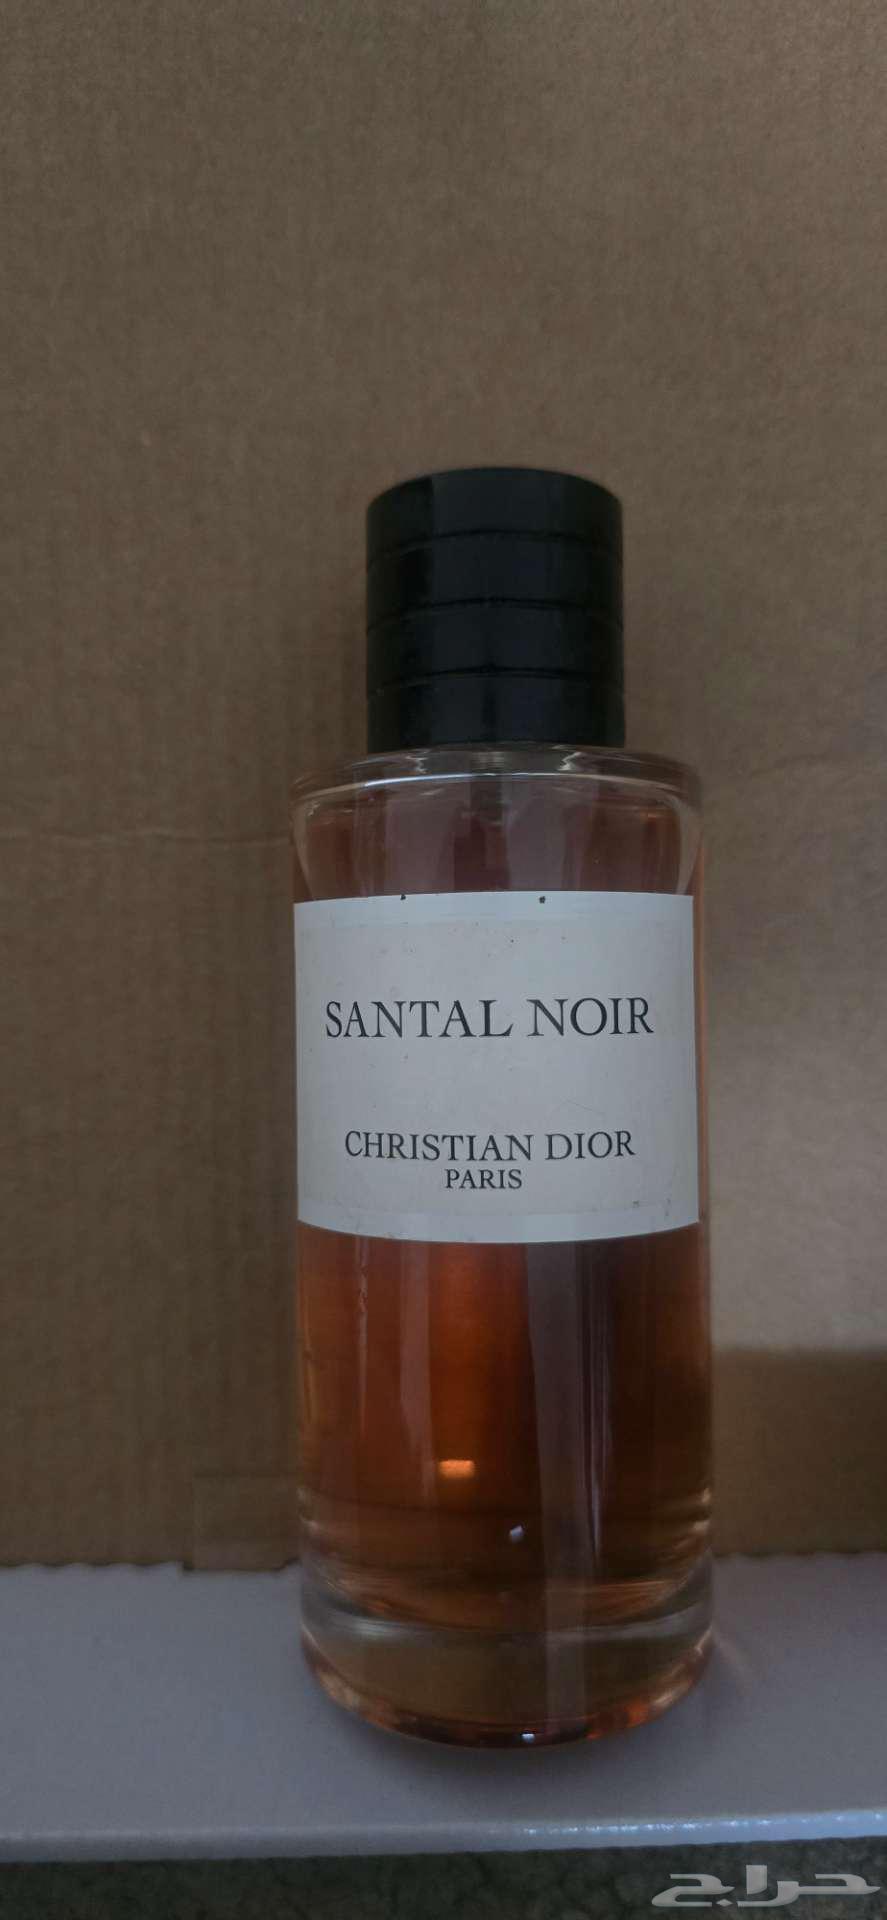 SANTAL NOIR
CHRISTIAN DIOR
PARIS
حراج